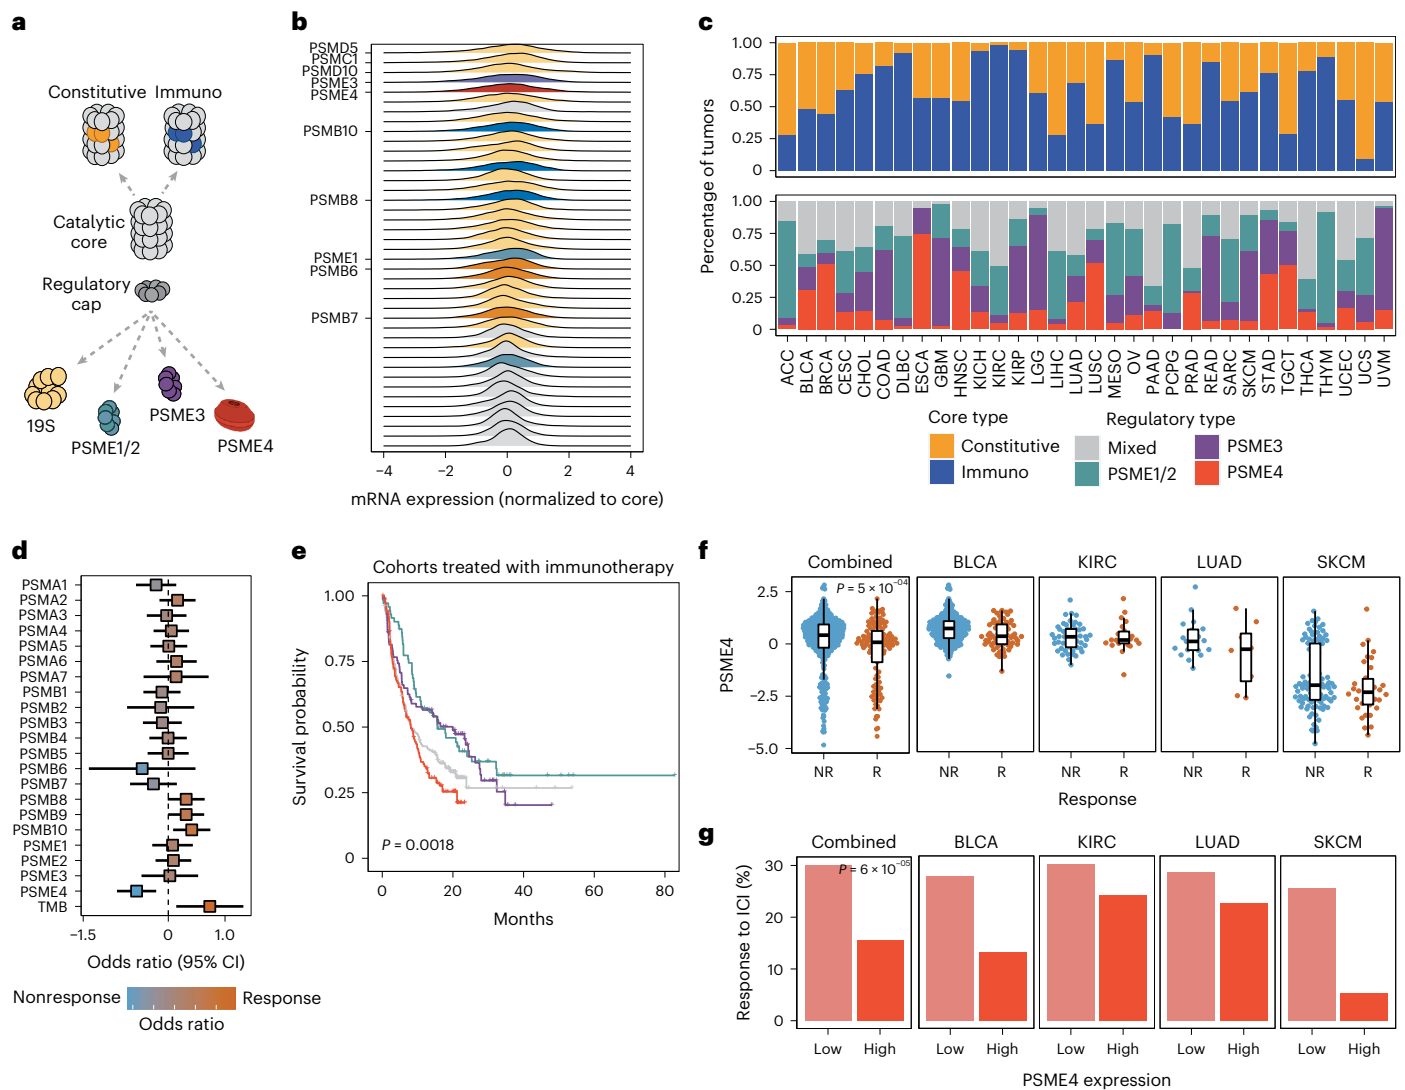 a
Constitutive
Immuno
Catalytic
core
Regulatory
cap
19S
PSME1/2
PSME3
PSME4
b
PSMD5
PSMC1
PSMD10
PSME3
PSME4
PSMB10
PSMB8
PSME1
PSMB6
PSMB7
−4 −2 0 2 4
mRNA expression (normalized to core)
c
Percentage of tumors
1.00
0.75
0.50
0.25
0
1.00
0.75
0.50
0.25
0
ACC BLCA BRCA CESC CHOL COAD DLBC ESCA GBM HNSC KICH KIRC KIRP LGG LIHC LUAD LUSC MESO OV PAAD PCPG PRAD READ SARC SKCM STAD TGCT THCA THYM UCEC UCS UVM
Core type
Constitutive
Immuno
Regulatory type
Mixed
PSME1/2
PSME3
PSME4
d
PSMA1
PSMA2
PSMA3
PSMA4
PSMA5
PSMA6
PSMA7
PSMB1
PSMB2
PSMB3
PSMB4
PSMB5
PSMB6
PSMB7
PSMB8
PSMB9
PSMB10
PSME1
PSME2
PSME3
PSME4
TMB
−1.5 0 1.0
Odds ratio (95% CI)
Nonresponse Response
Odds ratio
e
Cohorts treated with immunotherapy
Survival probability
1.00
0.75
0.50
0.25
0
P = 0.0018
0 20 40 60 80
Months
f
Combined BLCA KIRC LUAD SKCM
P = 5 × 10−04
PSME4
2.5
0
−2.5
−5.0
NR R NR R NR R NR R NR R
Response
g
Combined BLCA KIRC LUAD SKCM
P = 6 × 10−05
Response to ICI (%)
30
20
10
0
Low High Low High Low High Low High Low High
PSME4 expression